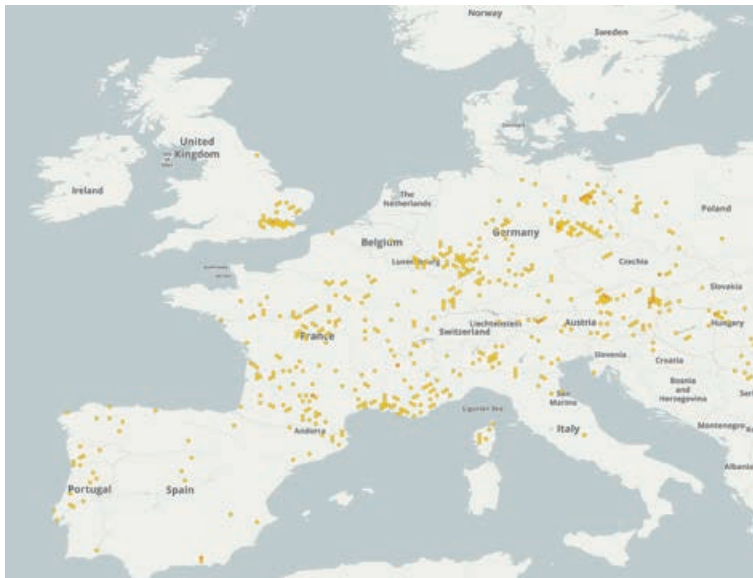 Norway
Sweden
United
Kingdom
Ireland
Denmark
The
Netherlands
Poland
Germany
Belgium
Luxembourg
Czechia
Slovakia
Liechtenstein
Austria
Hungary
Switzerland
France
Slovenia
Croatia
Bosnia
and
Herzegovina
San
Marino
Ligurian Sea
Montenegro
Italy
Andorra
Albania
Portugal
Spain